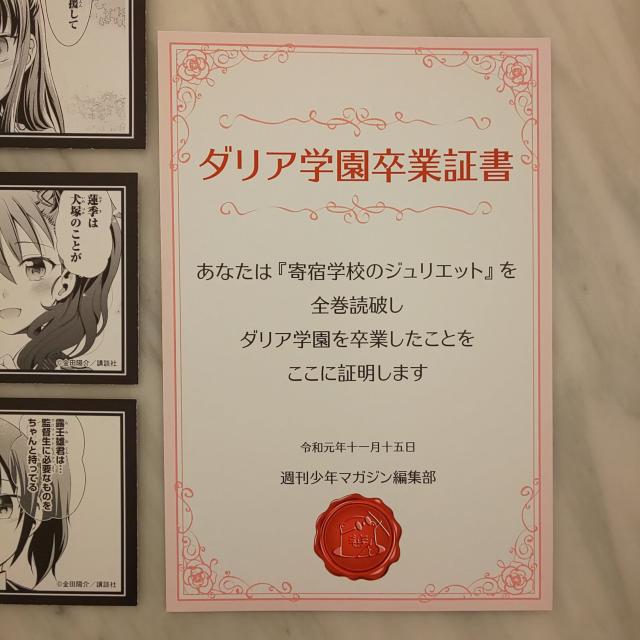 援して
蓮季は
犬塚のことが
©金田陽介／講談社
露壬雄君は…
監督生に必要なものを
ちゃんと持ってる
©金田陽介／講談社
ダリア学園卒業証書
あなたは『寄宿学校のジュリエット』を
全巻読破し
ダリア学園を卒業したことを
ここに証明します
令和元年十一月十五日
週刊少年マガジン編集部